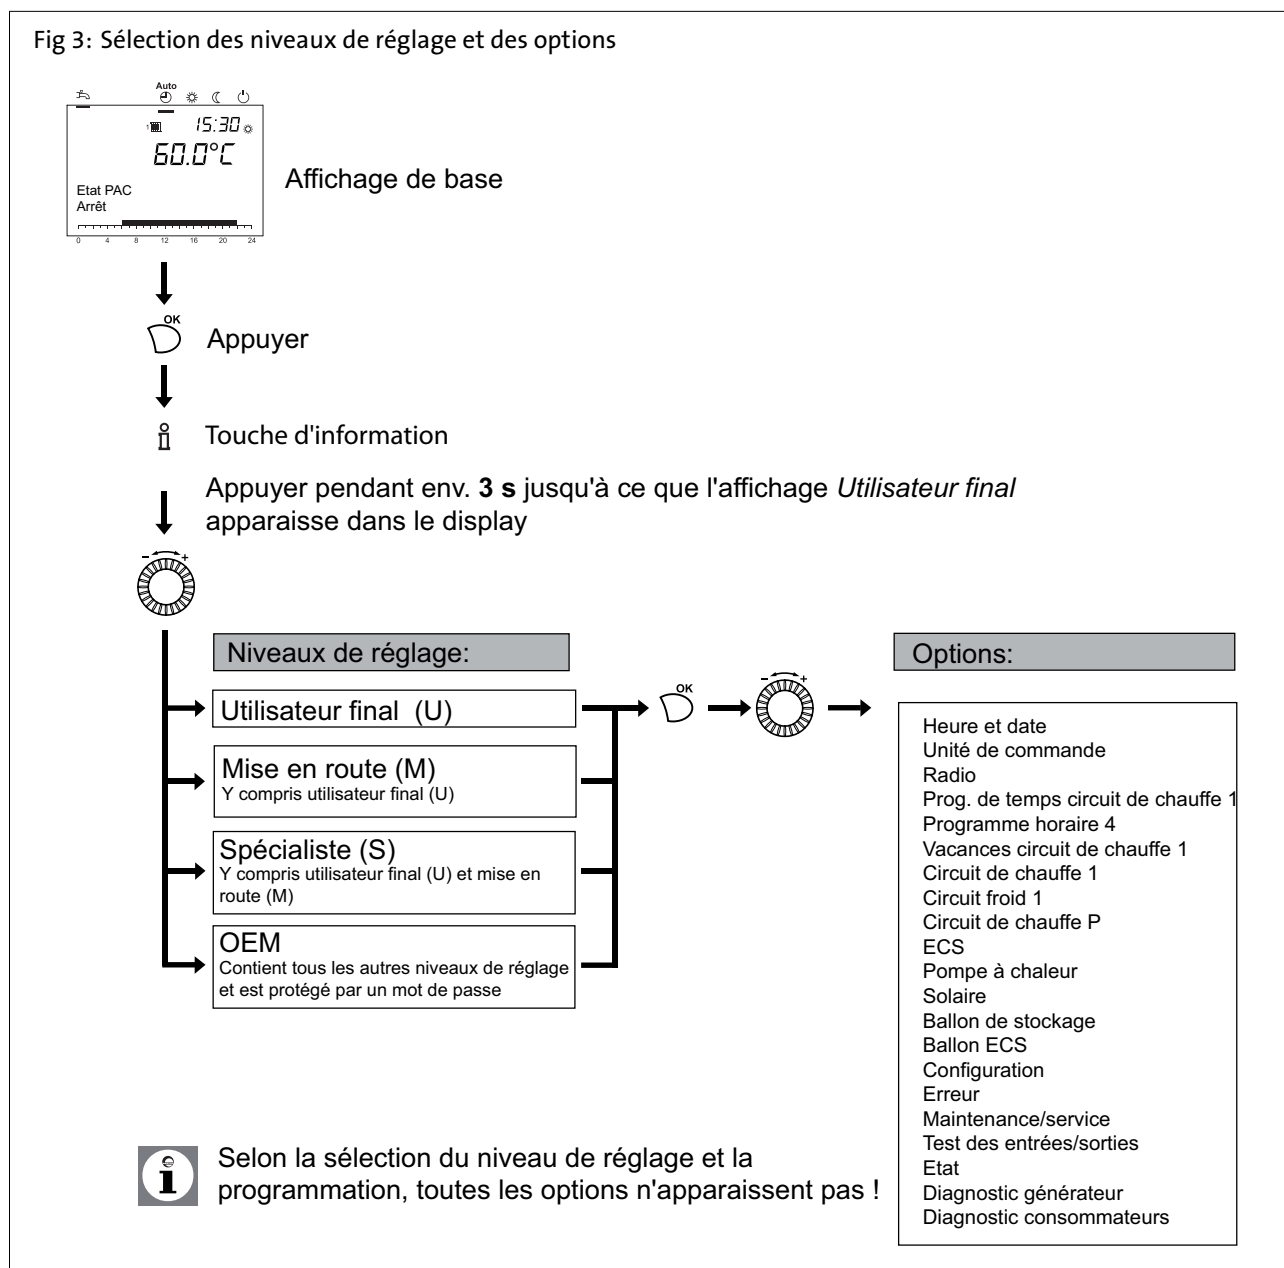 Fig 3: Sélection des niveaux de réglage et des options
Auto
1
15:30
60.0°C
Etat PAC
Arrêt
0 4 8 12 16 20 24
Affichage de base
OK
Appuyer
Touche d'information
Appuyer pendant env. 3 s jusqu'à ce que l'affichage Utilisateur final
apparaisse dans le display
- +
Niveaux de réglage:
Utilisateur final (U)
Mise en route (M)
Y compris utilisateur final (U)
Spécialiste (S)
Y compris utilisateur final (U) et mise en
route (M)
OEM
Contient tous les autres niveaux de réglage
et est protégé par un mot de passe
OK
- +
Options:
Heure et date
Unité de commande
Radio
Prog. de temps circuit de chauffe 1
Programme horaire 4
Vacances circuit de chauffe 1
Circuit de chauffe 1
Circuit froid 1
Circuit de chauffe P
ECS
Pompe à chaleur
Solaire
Ballon de stockage
Ballon ECS
Configuration
Erreur
Maintenance/service
Test des entrées/sorties
Etat
Diagnostic générateur
Diagnostic consommateurs
Selon la sélection du niveau de réglage et la
programmation, toutes les options n'apparaissent pas !